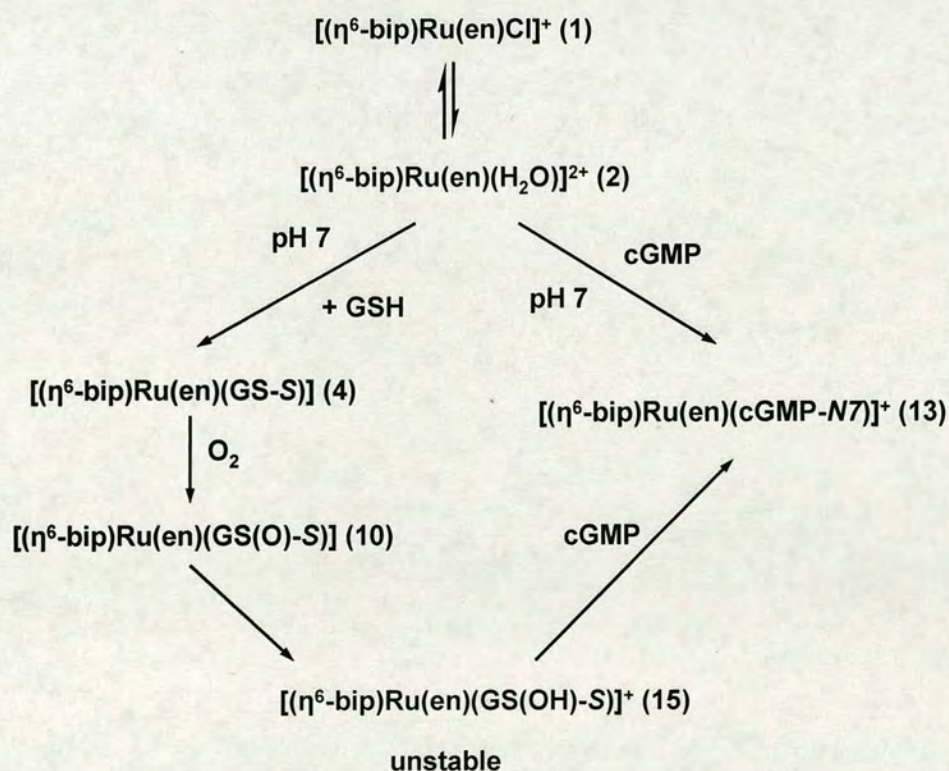 [(η⁶-bip)Ru(en)Cl]⁺ (1)
[(η⁶-bip)Ru(en)(H₂O)]²⁺ (2)
pH 7
+ GSH
cGMP
pH 7
[(η⁶-bip)Ru(en)(GS-S)] (4)
[(η⁶-bip)Ru(en)(cGMP-N7)]⁺ (13)
O₂
[(η⁶-bip)Ru(en)(GS(O)-S)] (10)
cGMP
[(η⁶-bip)Ru(en)(GS(OH)-S)]⁺ (15)
unstable